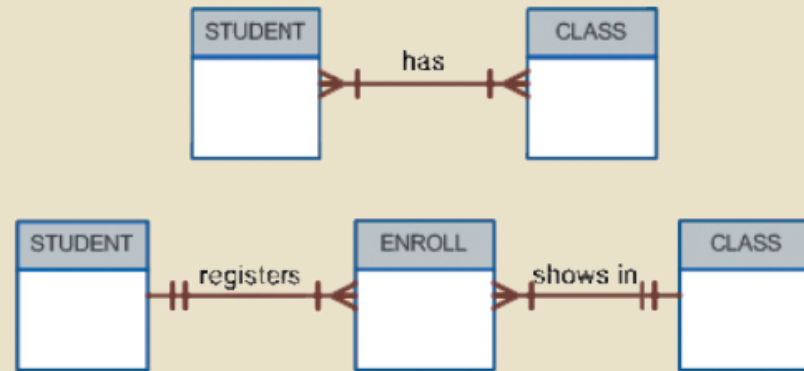 STUDENT
has
CLASS
STUDENT
registers
ENROLL
shows in
CLASS